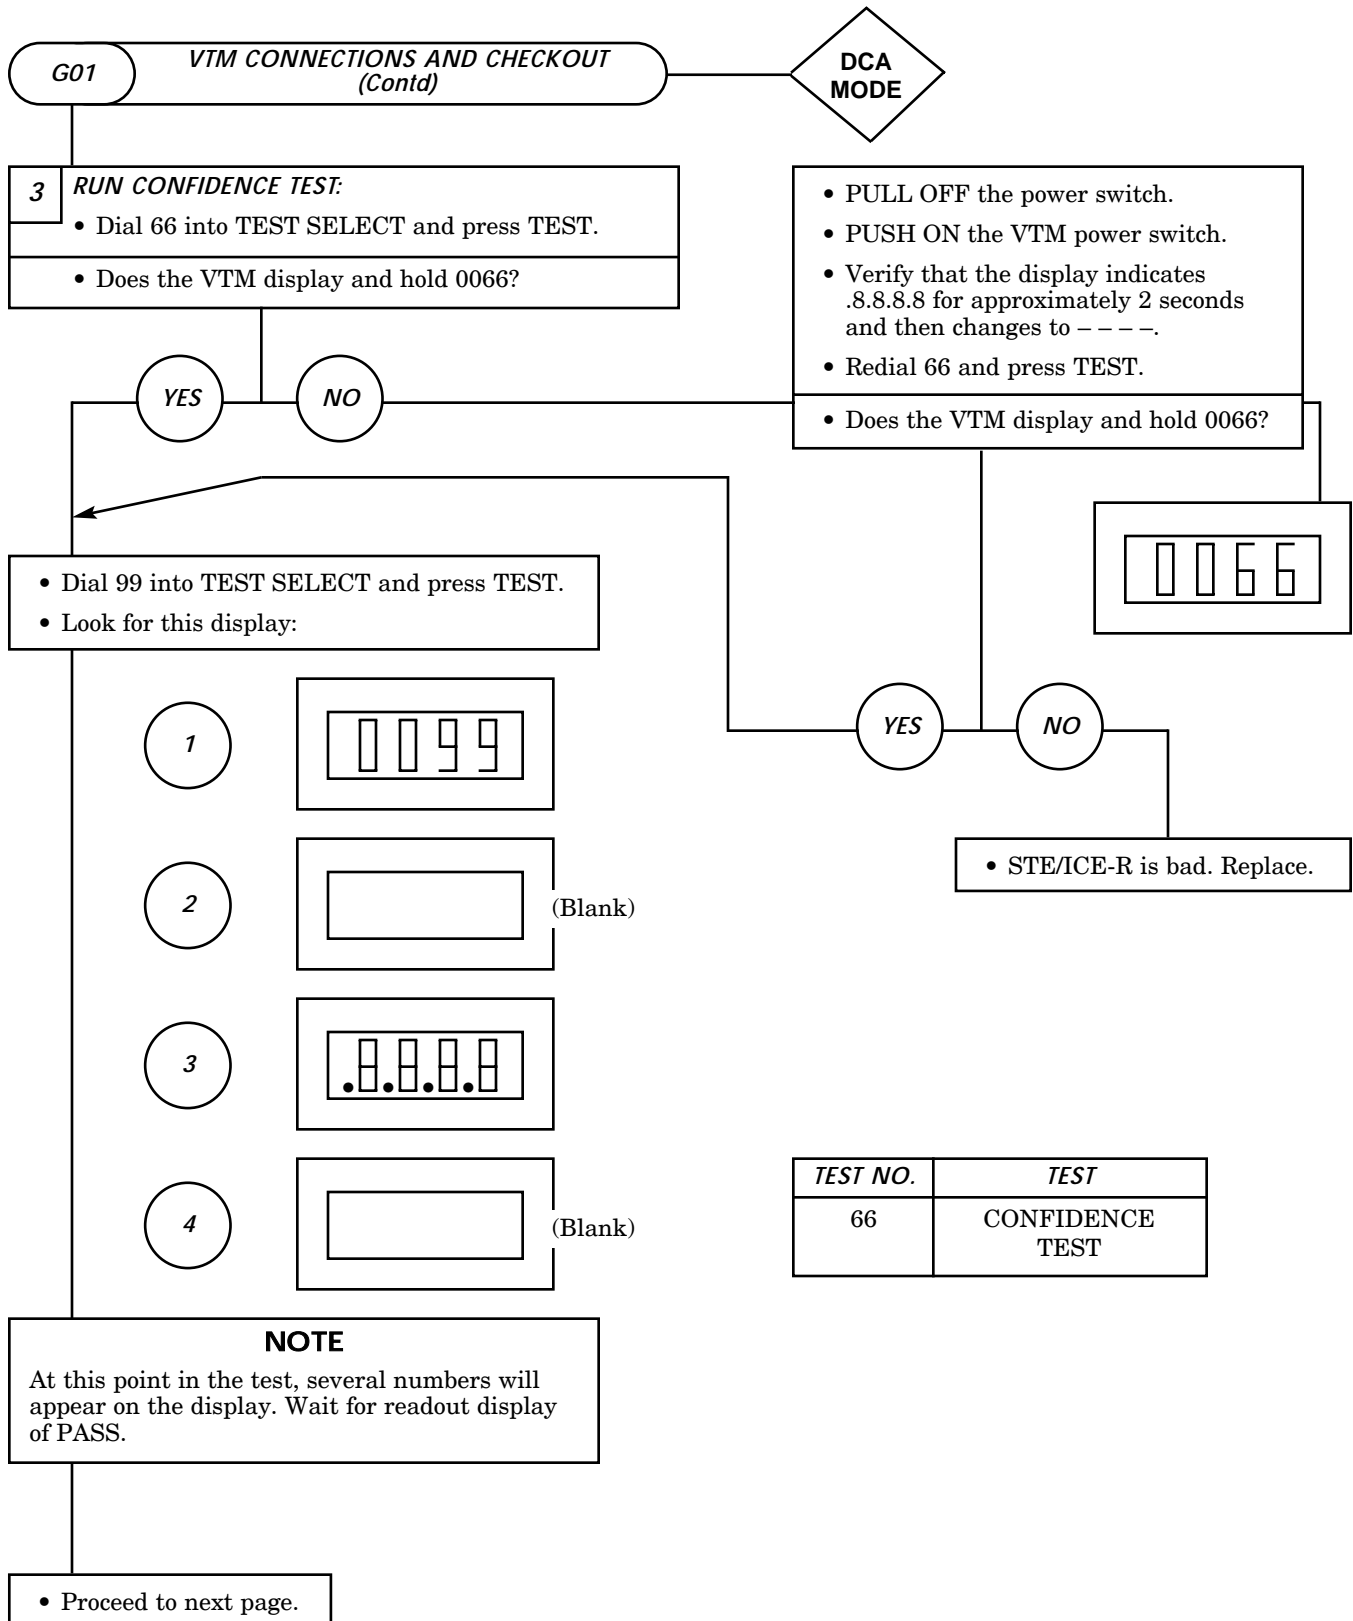 G01
VTM CONNECTIONS AND CHECKOUT
(Contd)
DCA
MODE
3
RUN CONFIDENCE TEST:
• Dial 66 into TEST SELECT and press TEST.
• Does the VTM display and hold 0066?
YES
NO
• PULL OFF the power switch.
• PUSH ON the VTM power switch.
• Verify that the display indicates
.8.8.8.8 for approximately 2 seconds
and then changes to – – – –.
• Redial 66 and press TEST.
• Does the VTM display and hold 0066?
0066
• Dial 99 into TEST SELECT and press TEST.
• Look for this display:
YES
NO
• STE/ICE-R is bad. Replace.
1
0099
2
(Blank)
3
.8.8.8.8
4
(Blank)
TEST NO.
TEST
66
CONFIDENCE
TEST
NOTE
At this point in the test, several numbers will
appear on the display. Wait for readout display
of PASS.
• Proceed to next page.